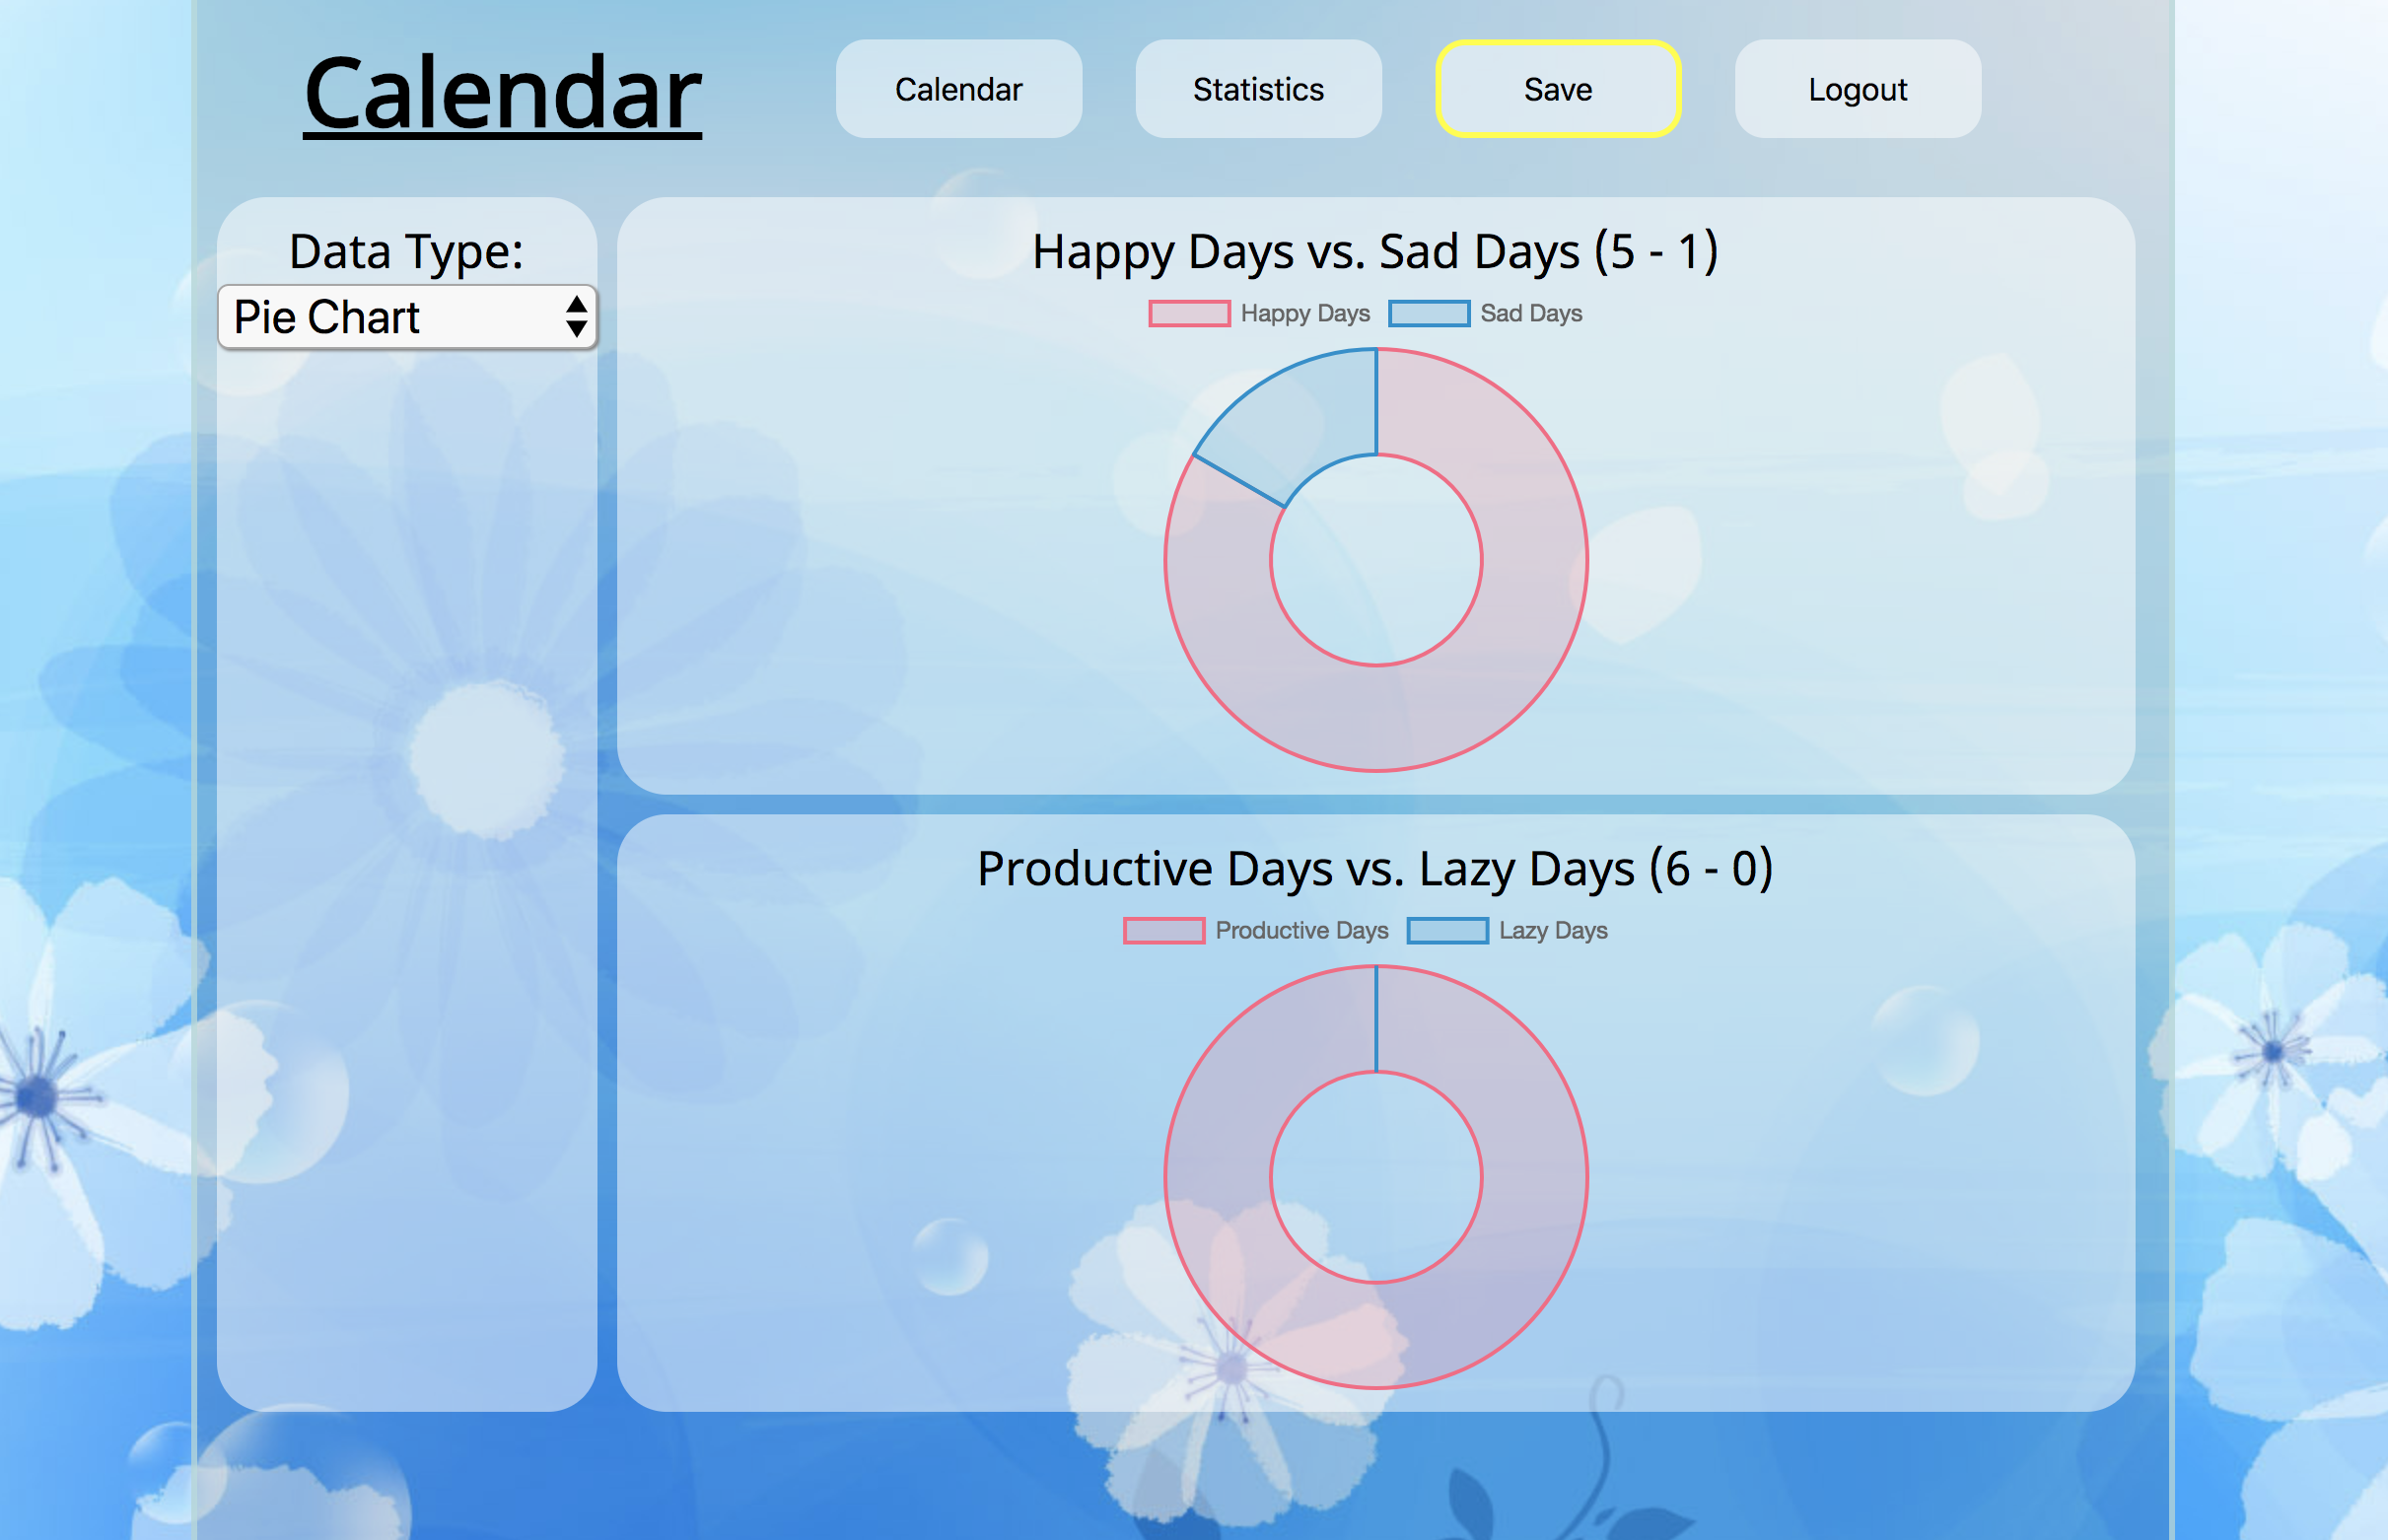 Calendar
Calendar
Statistics
Save
Logout
Data Type:
Pie Chart
Happy Days vs. Sad Days (5 - 1)
Happy Days
Sad Days
Productive Days vs. Lazy Days (6 - 0)
Productive Days
Lazy Days